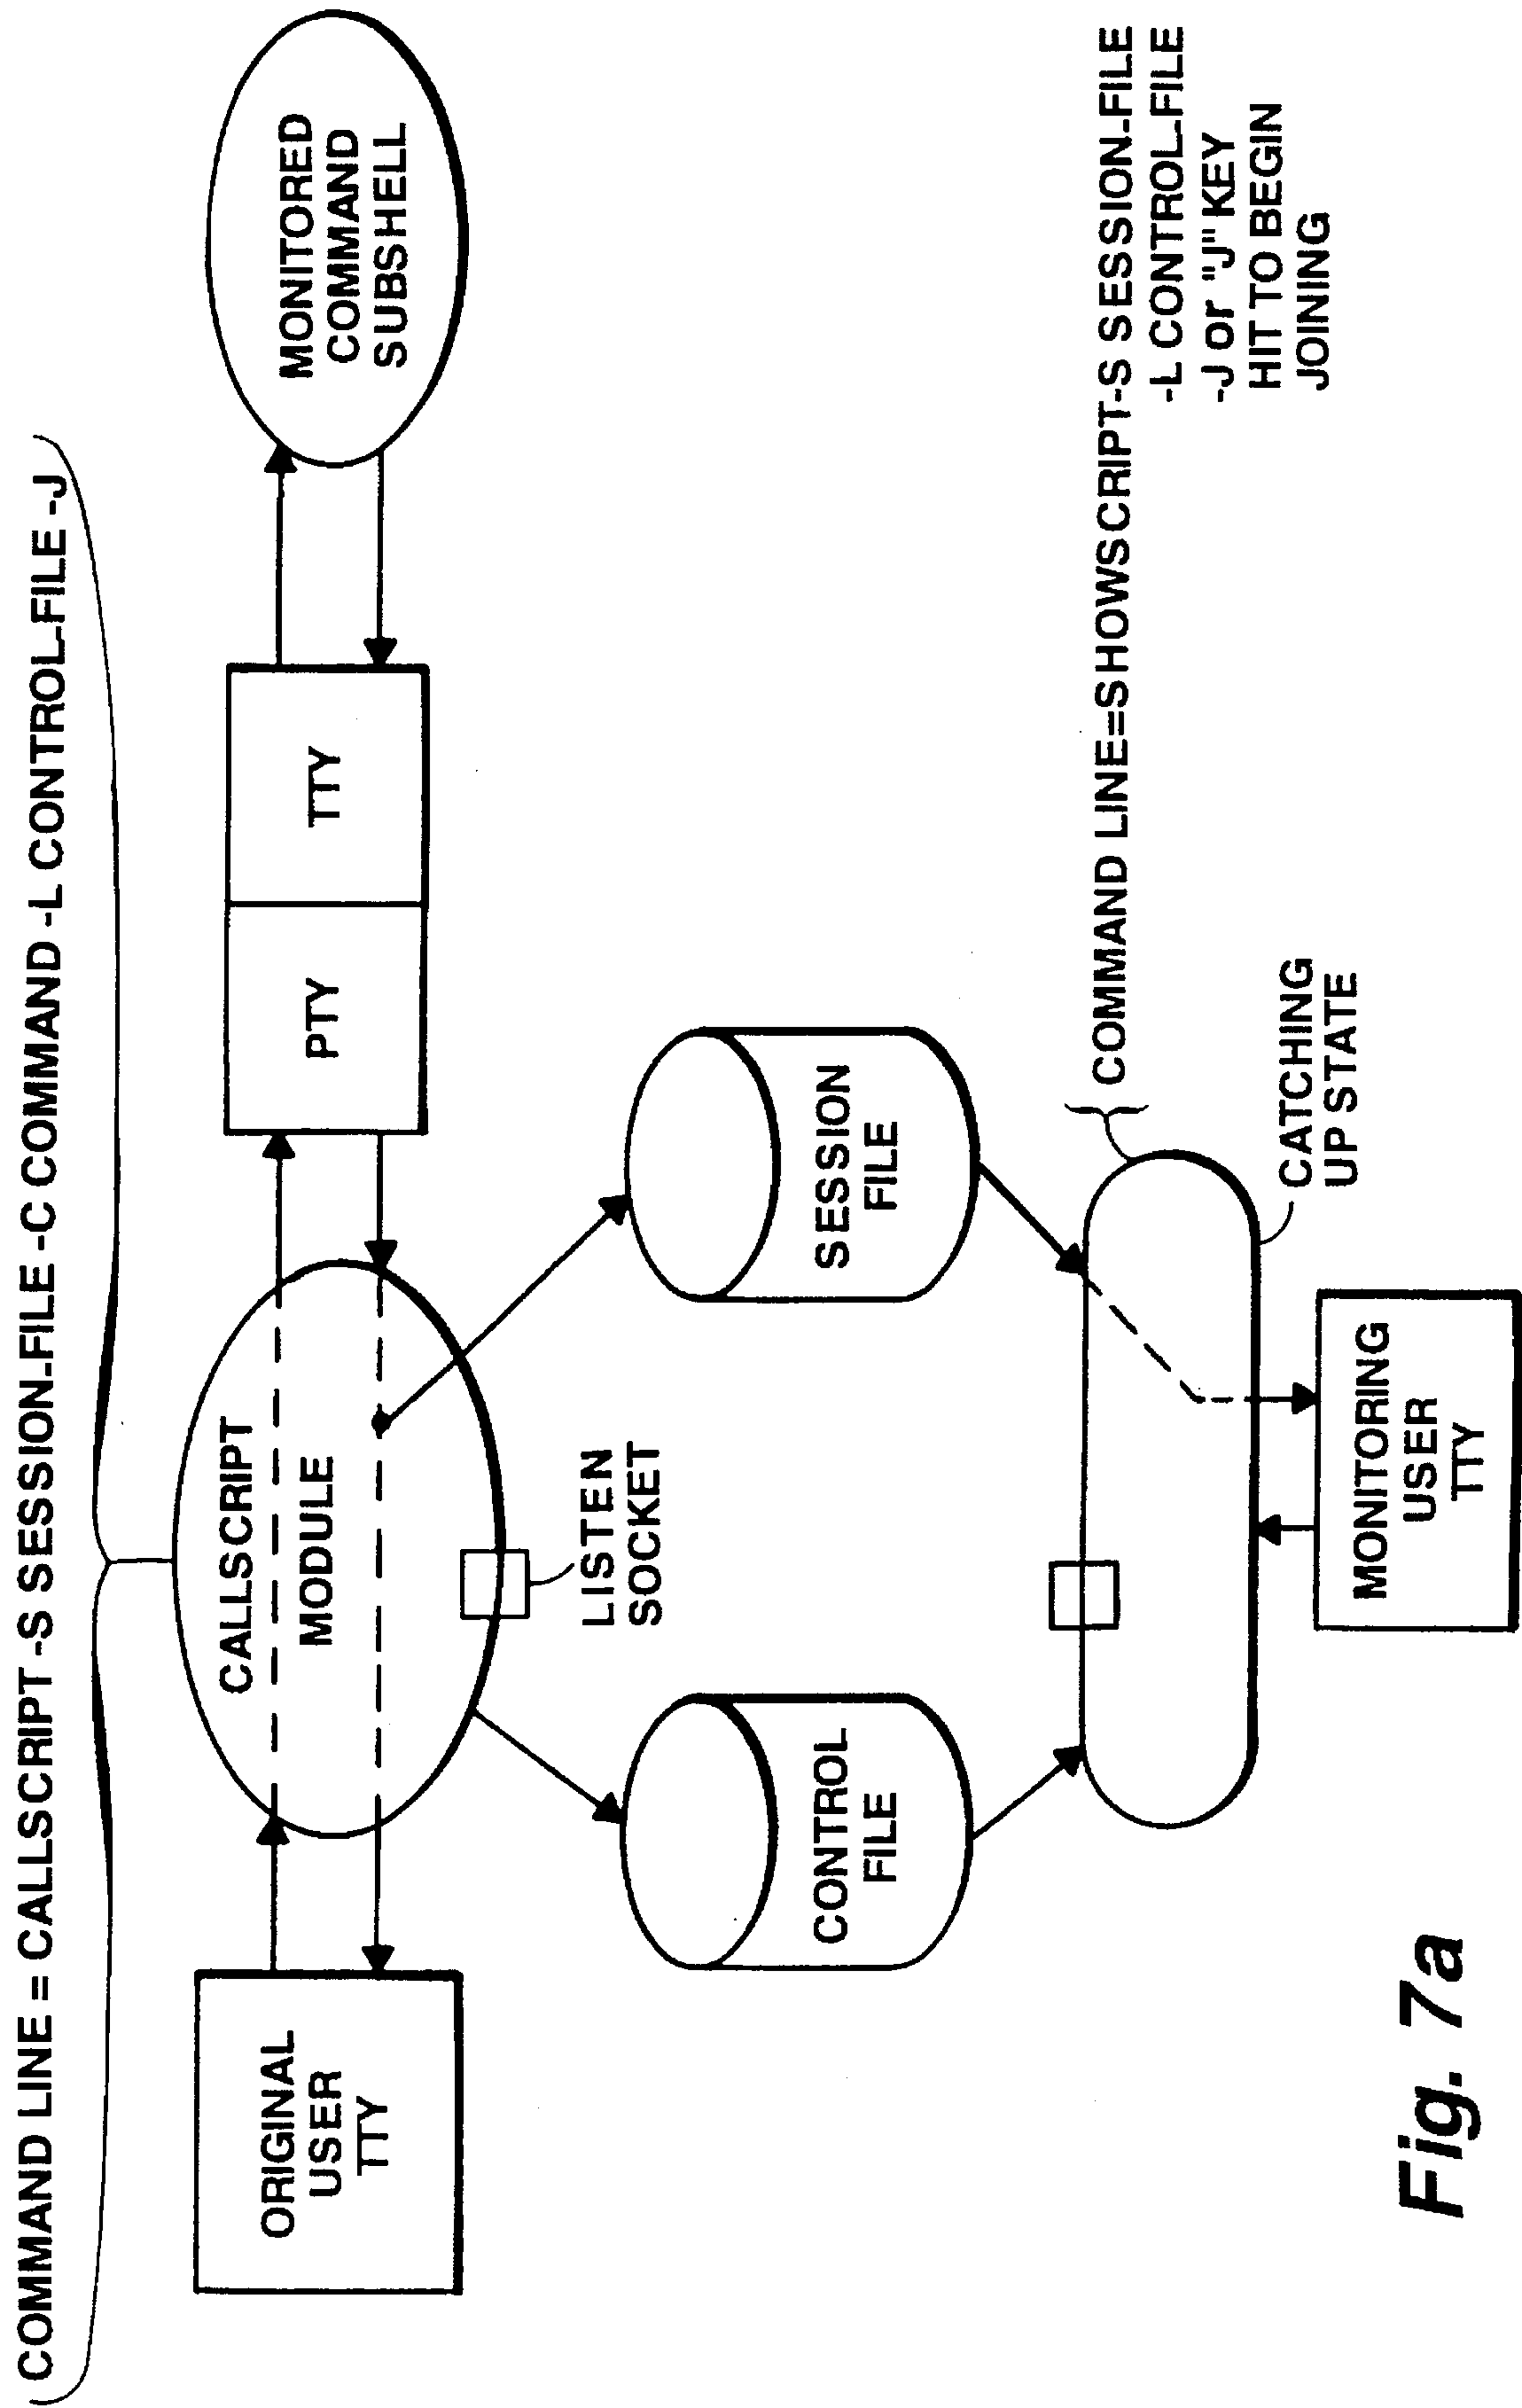 COMMAND LINE = CALLSCRIPT -S SESSION-FILE -C COMMAND -L CONTROL-FILE -J
ORIGINAL
USER
TTY
CALLSCRIPT
MODULE
PTY
TTY
MONITORED
COMMAND
SUBSHELL
LISTEN
SOCKET
CONTROL
FILE
SESSION
FILE
COMMAND LINE=SHOWSCRIPT-S SESSION-FILE
-L CONTROL-FILE
-J or "J" KEY
HIT TO BEGIN
JOINING
CATCHING
UP STATE
MONITORING
USER
TTY
Fig. 7a